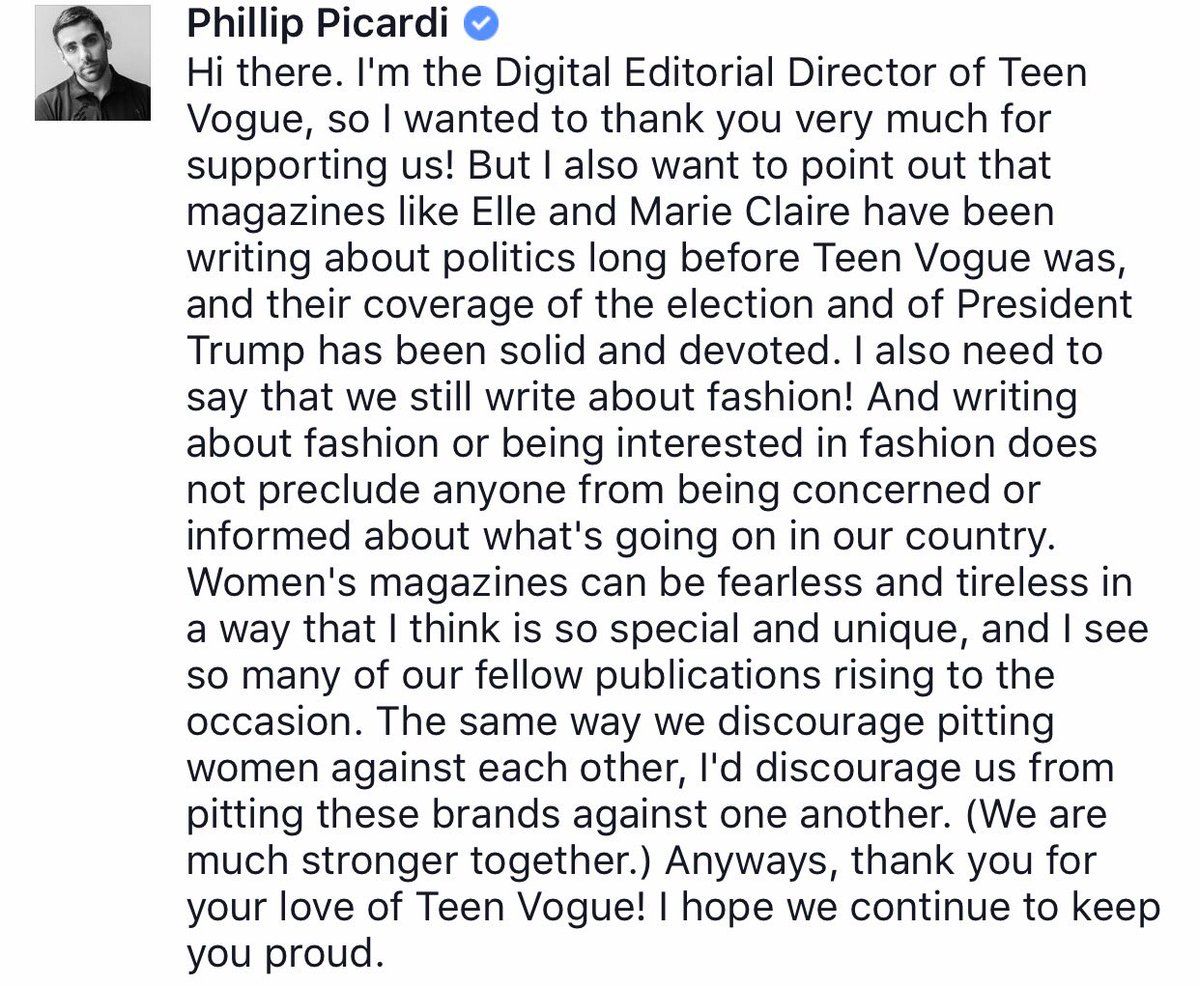 Phillip Picardi
Hi there. I'm the Digital Editorial Director of Teen
Vogue, so I wanted to thank you very much for
supporting us! But I also want to point out that
magazines like Elle and Marie Claire have been
writing about politics long before Teen Vogue was,
and their coverage of the election and of President
Trump has been solid and devoted. I also need to
say that we still write about fashion! And writing
about fashion or being interested in fashion does
not preclude anyone from being concerned or
informed about what's going on in our country.
Women's magazines can be fearless and tireless in
a way that I think is so special and unique, and I see
so many of our fellow publications rising to the
occasion. The same way we discourage pitting
women against each other, I'd discourage us from
pitting these brands against one another. (We are
much stronger together.) Anyways, thank you for
your love of Teen Vogue! I hope we continue to keep
you proud.